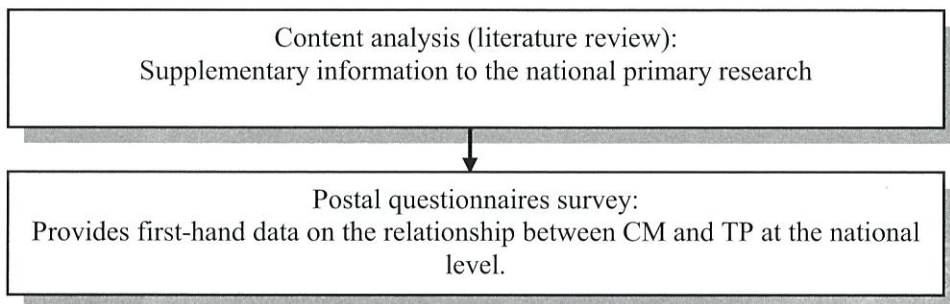 Content analysis (literature review):
Supplementary information to the national primary research
Postal questionnaires survey:
Provides first-hand data on the relationship between CM and TP at the national
level.